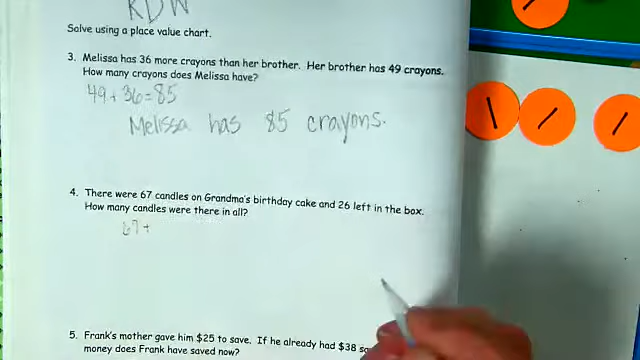 RDW
Solve using a place value chart.
3. Melissa has 36 more crayons than her brother. Her brother has 49 crayons.
How many crayons does Melissa have?
49+36=85
Melissa has 85 crayons.
4. There were 67 candles on Grandma's birthday cake and 26 left in the box.
How many candles were there in all?
67+
5. Frank's mother gave him $25 to save. If he already had $38
money does Frank have saved now?